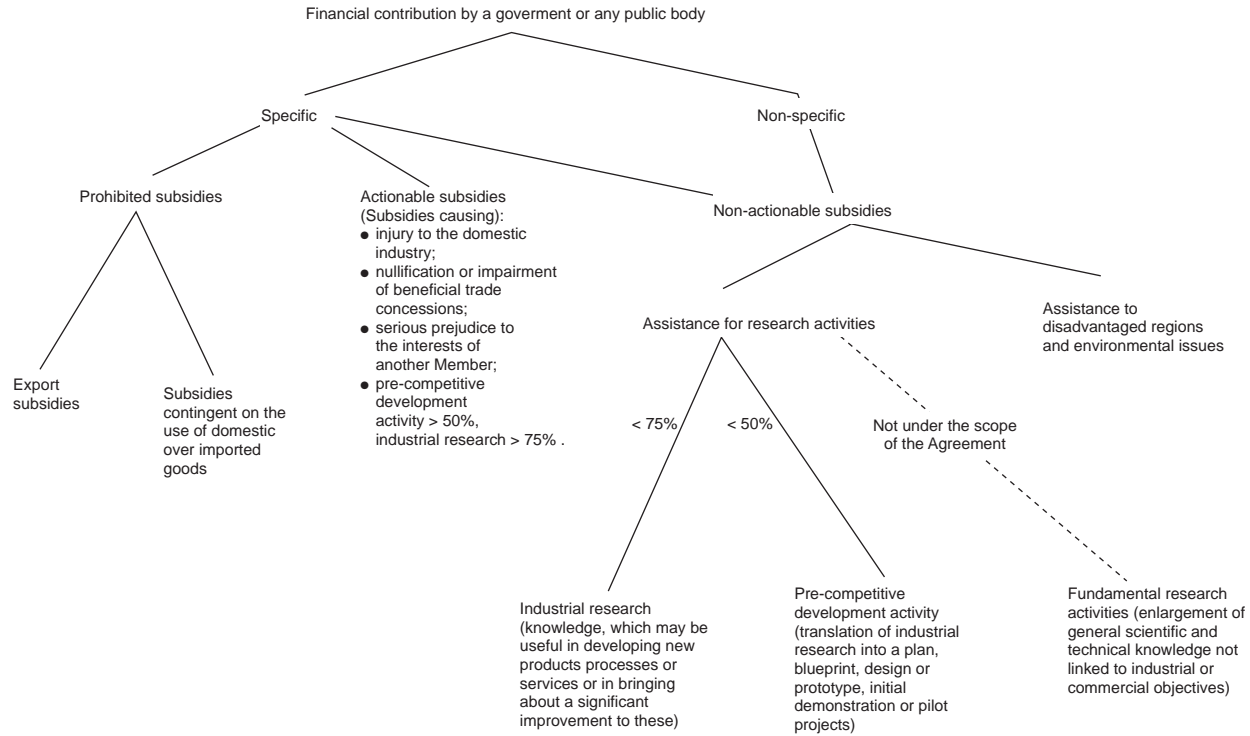 Financial contribution by a goverment or any public body
Specific
Non-specific
Prohibited subsidies
Actionable subsidies
(Subsidies causing):
● injury to the domestic
industry;
● nullification or impairment
of beneficial trade
concessions;
● serious prejudice to
the interests of
another Member;
● pre-competitive
development
activity > 50%,
industrial research > 75% .
Non-actionable subsidies
Export
subsidies
Subsidies
contingent on the
use of domestic
over imported
goods
Assistance for research activities
Assistance to
disadvantaged regions
and environmental issues
< 75%
< 50%
Not under the scope
of the Agreement
Industrial research
(knowledge, which may be
useful in developing new
products processes or
services or in bringing
about a significant
improvement to these)
Pre-competitive
development activity
(translation of industrial
research into a plan,
blueprint, design or
prototype, initial
demonstration or pilot
projects)
Fundamental research
activities (enlargement of
general scientific and
technical knowledge not
linked to industrial or
commercial objectives)